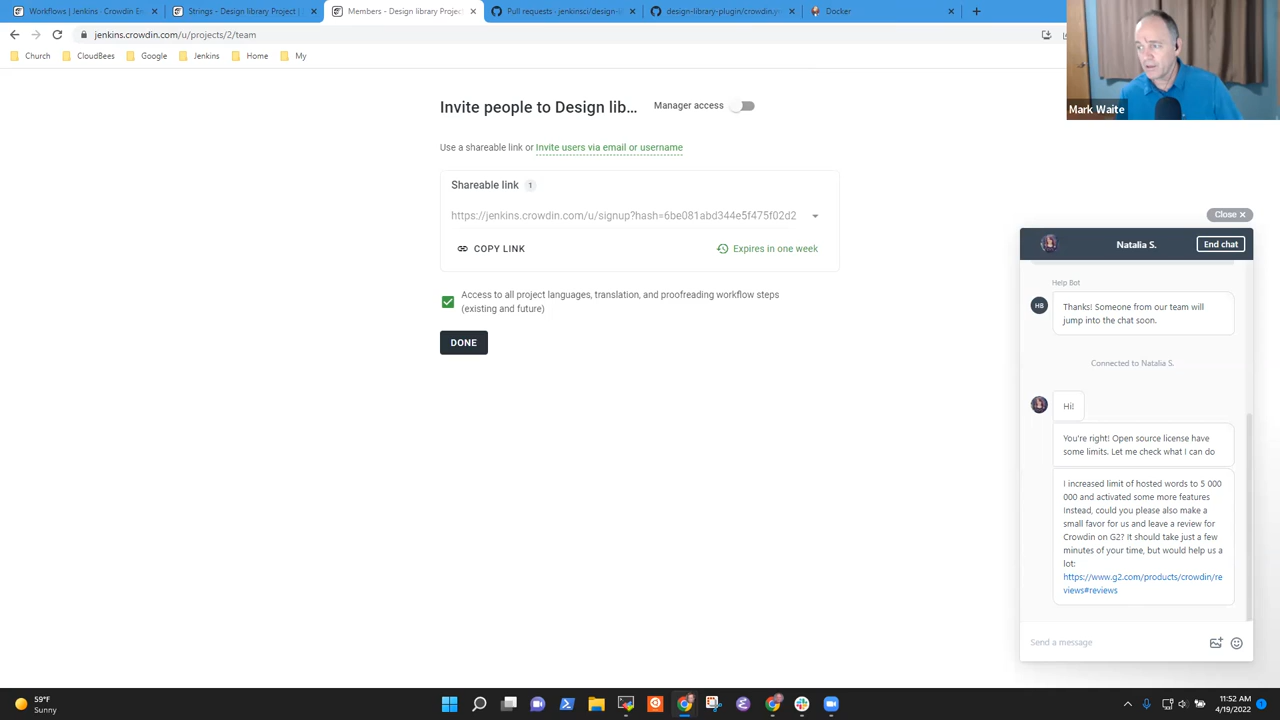 Workflows | Jenkins - Crowdin En
Strings - Design library Project |
Members - Design library Projec
Pull requests · jenkinsci/design-l
design-library-plugin/crowdin.ym
Docker
jenkins.crowdin.com/u/projects/2/team
Church
CloudBees
Google
Jenkins
Home
My
Mark Waite
Invite people to Design lib...
Manager access
Use a shareable link or Invite users via email or username
Shareable link 1
https://jenkins.crowdin.com/u/signup?hash=6be081abd344e5f475f02d2
COPY LINK
Expires in one week
Access to all project languages, translation, and proofreading workflow steps
(existing and future)
DONE
Close ×
Natalia S.
End chat
Help Bot
HB
Thanks! Someone from our team will
jump into the chat soon.
Connected to Natalia S.
Hi!
You're right! Open source license have
some limits. Let me check what I can do
I increased limit of hosted words to 5 000
000 and activated some more features
Instead, could you please also make a
small favor for us and leave a review for
Crowdin on G2? It should take just a few
minutes of your time, but would help us a
lot:
https://www.g2.com/products/crowdin/re
views#reviews
Send a message
59°F
Sunny
11:52 AM
4/19/2022